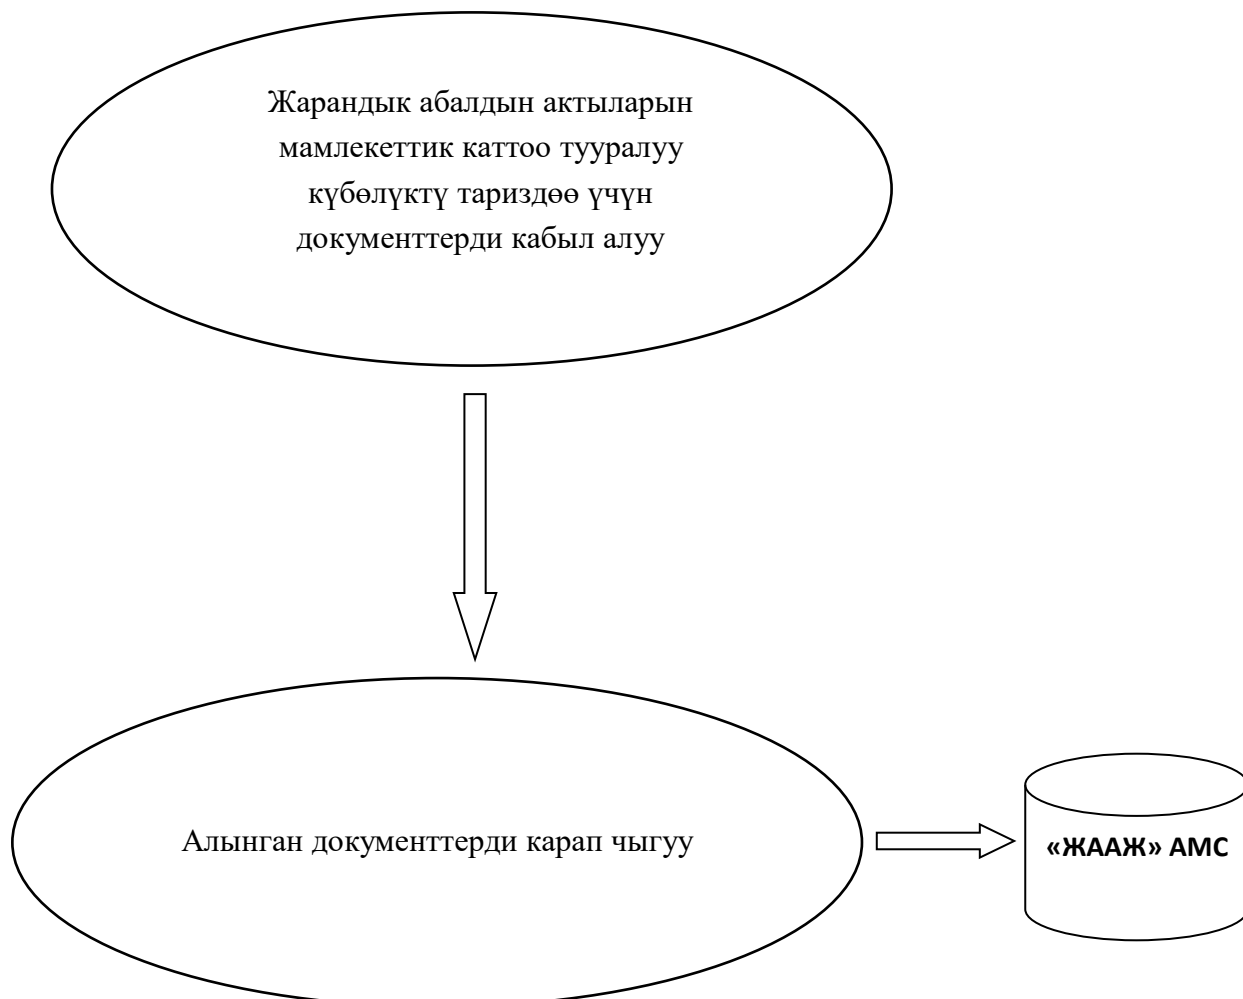 Жарандык абалдын актыларын
мамлекеттик каттоо тууралуу
күбөлүктү тариздөө үчүн
документтерди кабыл алуу
Алынган документтерди карап чыгуу
«ЖААЖ» АМС